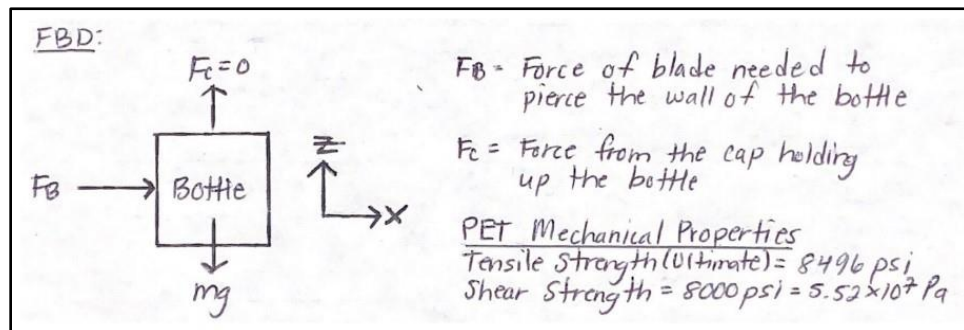 FBD:
Fc=0
FB
Bottle
mg
Z
X
FB - Force of blade needed to
pierce the wall of the bottle
Fc = Force from the cap holding
up the bottle
PET Mechanical Properties
Tensile Strength (Ultimate) = 8496 psi
Shear Strength = 8000 psi = 5.52×10⁷ Pa